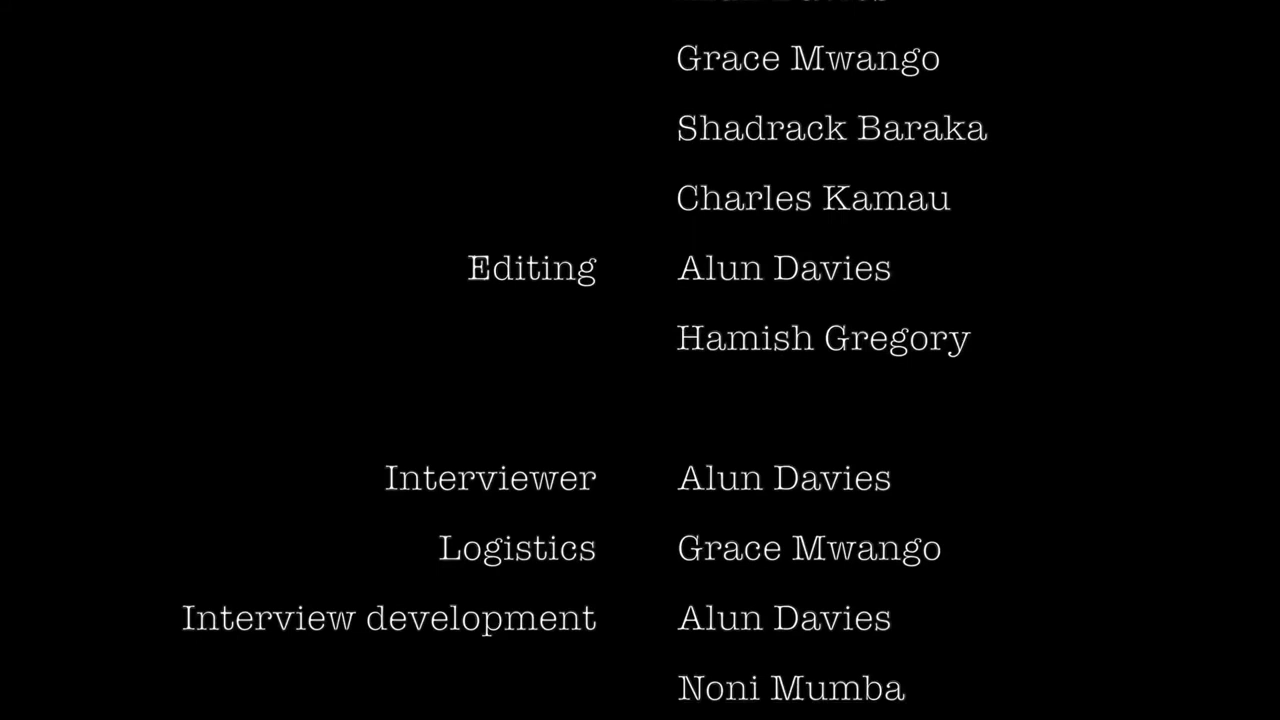 Grace Mwango
Shadrack Baraka
Charles Kamau
Editing Alun Davies
Hamish Gregory
Interviewer Alun Davies
Logistics Grace Mwango
Interview development Alun Davies
Noni Mumba